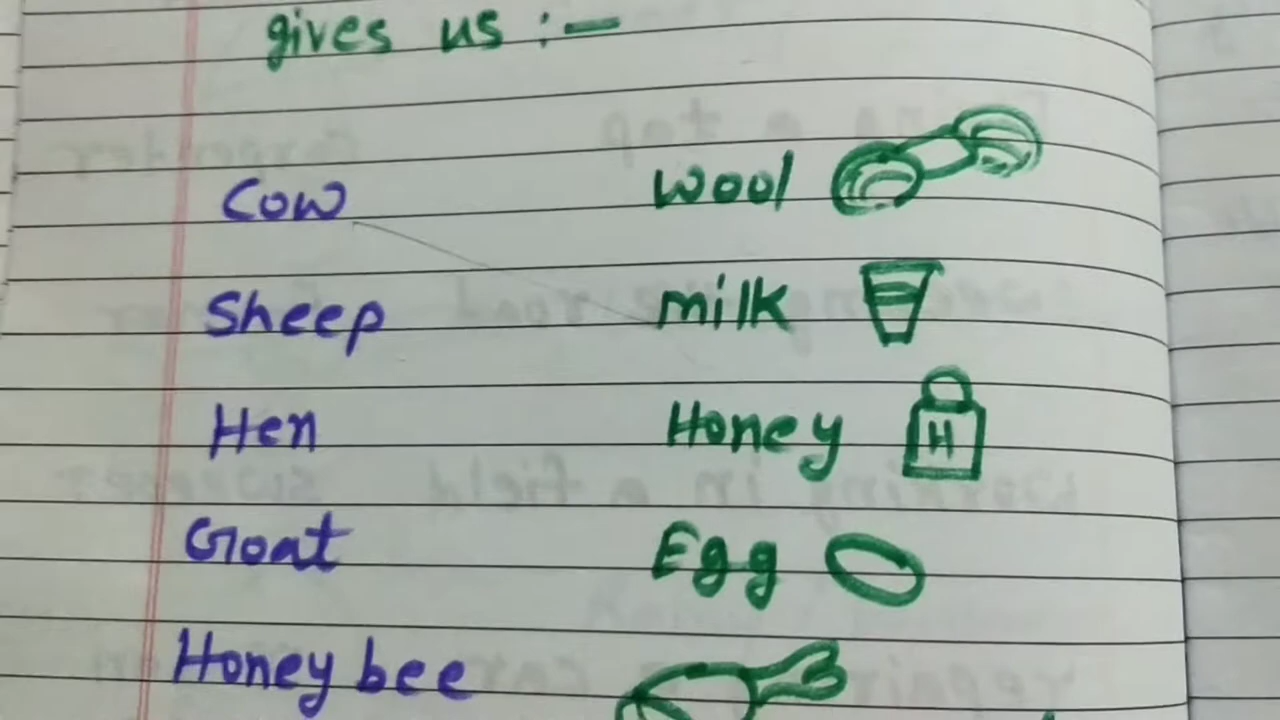 gives us :-
Cow wool
Sheep milk
Hen Honey H
Goat Egg
Honey bee